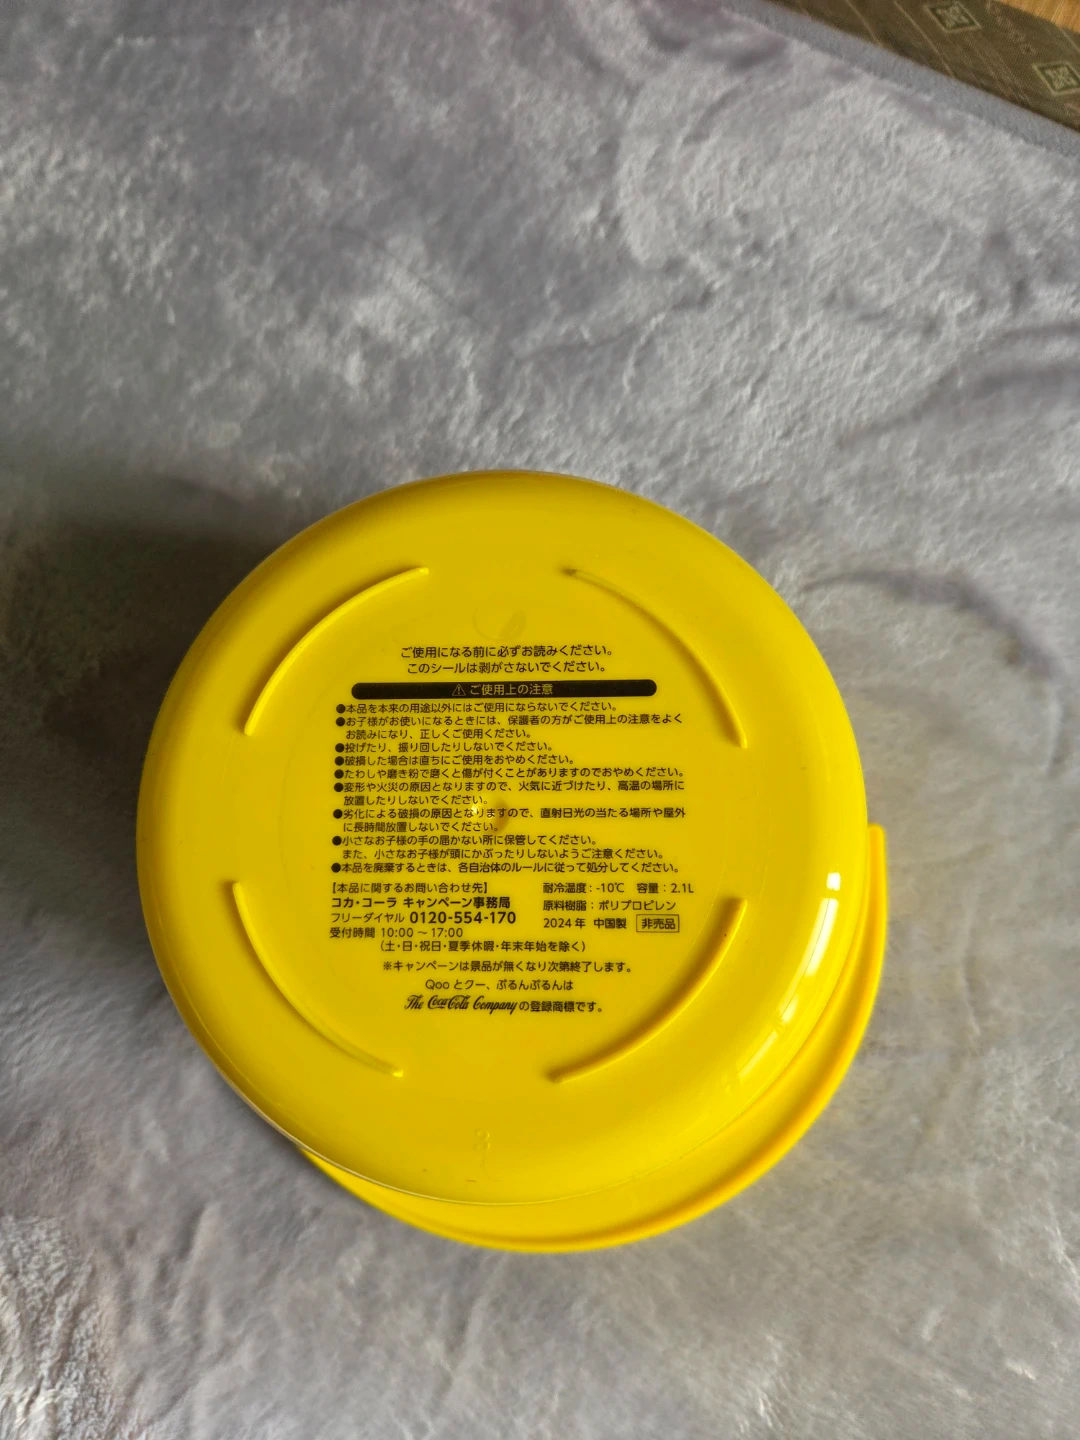 ご使用になる前に必ずお読みください。
このシールは剥がさないでください。
⚠ ご使用上の注意
●本品を本来の用途以外にはご使用にならないでください。
●お子様がお使いになるときには、保護者の方がご使用上の注意をよく
お読みになり、正しくご使用ください。
●投げたり、振り回したりしないでください。
●破損した場合は直ちにご使用をおやめください。
●たわしや磨き粉で磨くと傷が付くことがありますのでおやめください。
●変形や火災の原因となりますので、火気に近づけたり、高温の場所に
放置したりしないでください。
●劣化による破損の原因となりますので、直射日光の当たる場所や屋外
に長時間放置しないでください。
●小さなお子様の手の届かない所に保管してください。
また、小さなお子様が頭にかぶったりしないようご注意ください。
●本品を廃棄するときは、各自治体のルールに従って処分してください。
【本品に関するお問い合わせ先】
コカ・コーラ キャンペーン事務局
フリーダイヤル 0120-554-170
受付時間 10:00 ～ 17:00
（土・日・祝日・夏季休暇・年末年始を除く）
耐冷温度：-10℃ 容量：2.1L
原料樹脂：ポリプロピレン
2024年 中国製 非売品
※キャンペーンは景品が無くなり次第終了します。
Qoo とクー、ぷるんぷるんは
The Coca-Cola Company の登録商標です。